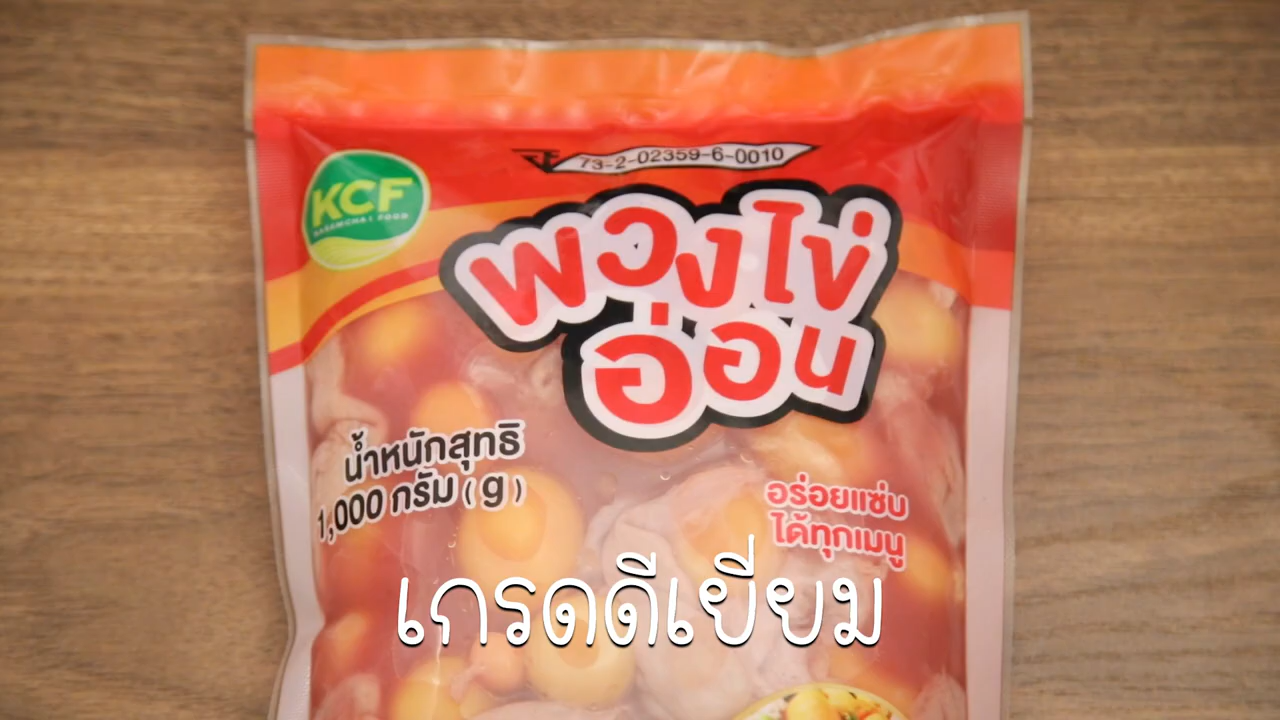 อย 73-2-02359-6-0010
KCF
พวงไข่
อ่อน
น้ำหนักสุทธิ
1,000 กรัม (g)
อร่อยแซ่บ
ได้ทุกเมนู
เกรดดีเยี่ยม